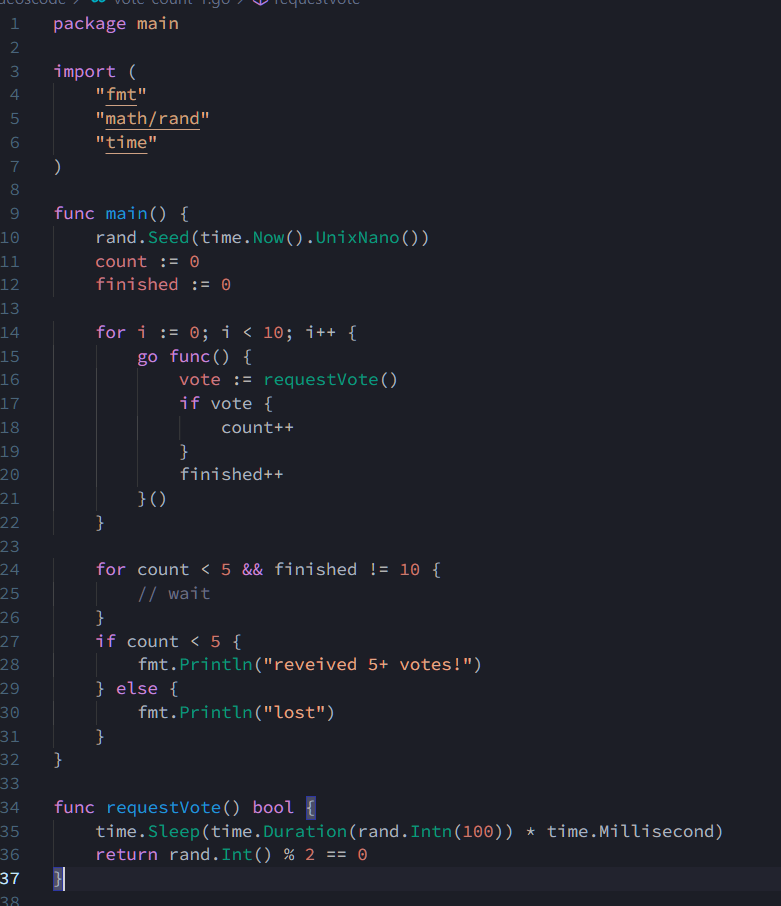 vote-count-1.go > requestVote
1 package main
2
3 import (
4 "fmt"
5 "math/rand"
6 "time"
7 )
8
9 func main() {
10 rand.Seed(time.Now().UnixNano())
11 count := 0
12 finished := 0
13
14 for i := 0; i < 10; i++ {
15 go func() {
16 vote := requestVote()
17 if vote {
18 count++
19 }
20 finished++
21 }()
22 }
23
24 for count < 5 && finished != 10 {
25 // wait
26 }
27 if count < 5 {
28 fmt.Println("reveived 5+ votes!")
29 } else {
30 fmt.Println("lost")
31 }
32 }
33
34 func requestVote() bool {
35 time.Sleep(time.Duration(rand.Intn(100)) * time.Millisecond)
36 return rand.Int() % 2 == 0
37 }
38